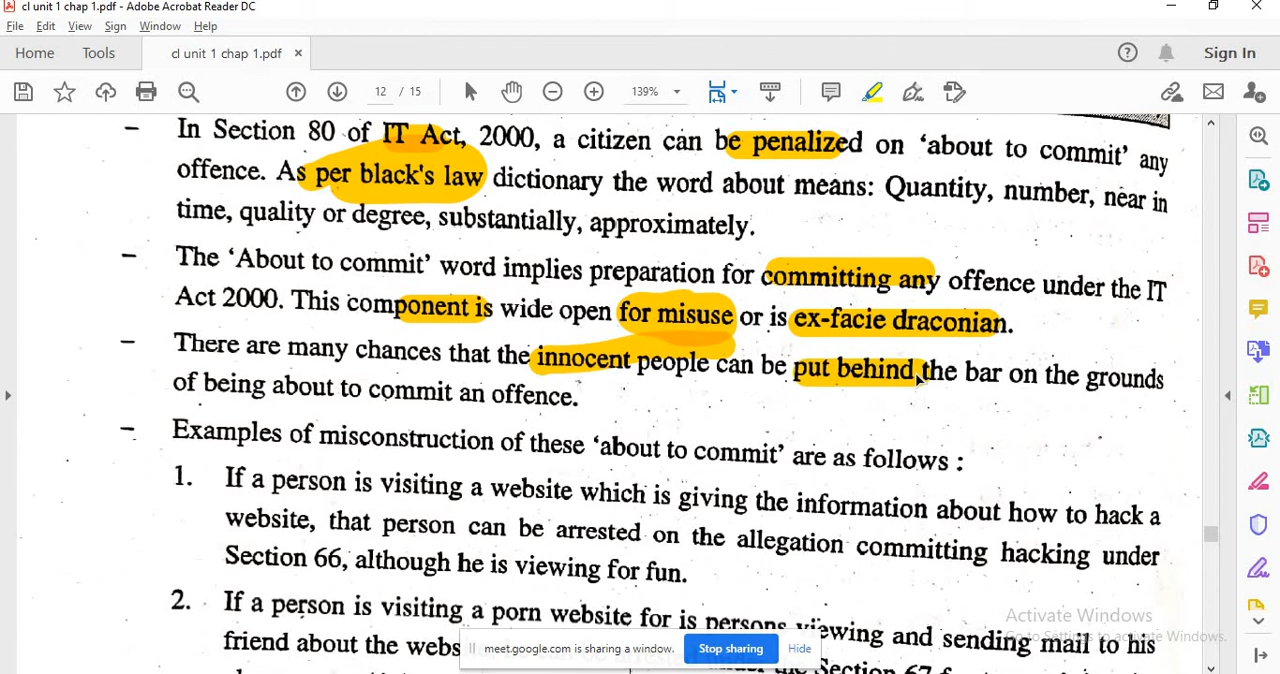 cl unit 1 chap 1.pdf - Adobe Acrobat Reader DC
File Edit View Sign Window Help
Home Tools cl unit 1 chap 1.pdf × Sign In
12 / 15 139%
– In Section 80 of IT Act, 2000, a citizen can be penalized on ‘about to commit’ any
offence. As per black's law dictionary the word about means: Quantity, number, near in
time, quality or degree, substantially, approximately.
– The ‘About to commit’ word implies preparation for committing any offence under the IT
Act 2000. This component is wide open for misuse or is ex-facie draconian.
– There are many chances that the innocent people can be put behind the bar on the grounds
of being about to commit an offence.
– Examples of misconstruction of these ‘about to commit’ are as follows :
1. If a person is visiting a website which is giving the information about how to hack a
website, that person can be arrested on the allegation committing hacking under
Section 66, although he is viewing for fun.
2. If a person is visiting a porn website for is persons viewing and sending mail to his
friend about the webs
Section 67
Activate Windows
Go to Settings to activate Windows.
meet.google.com is sharing a window. Stop sharing Hide